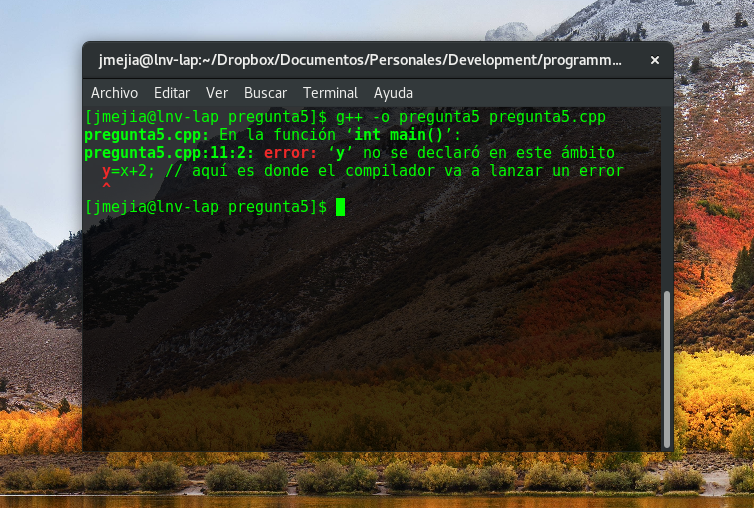 jmejia@lnv-lap:~/Dropbox/Documentos/Personales/Development/programm...
Archivo Editar Ver Buscar Terminal Ayuda
[jmejia@lnv-lap pregunta5]$ g++ -o pregunta5 pregunta5.cpp
pregunta5.cpp: En la función ‘int main()’:
pregunta5.cpp:11:2: error: ‘y’ no se declaró en este ámbito
  y=x+2; // aquí es donde el compilador va a lanzar un error
  ^
[jmejia@lnv-lap pregunta5]$